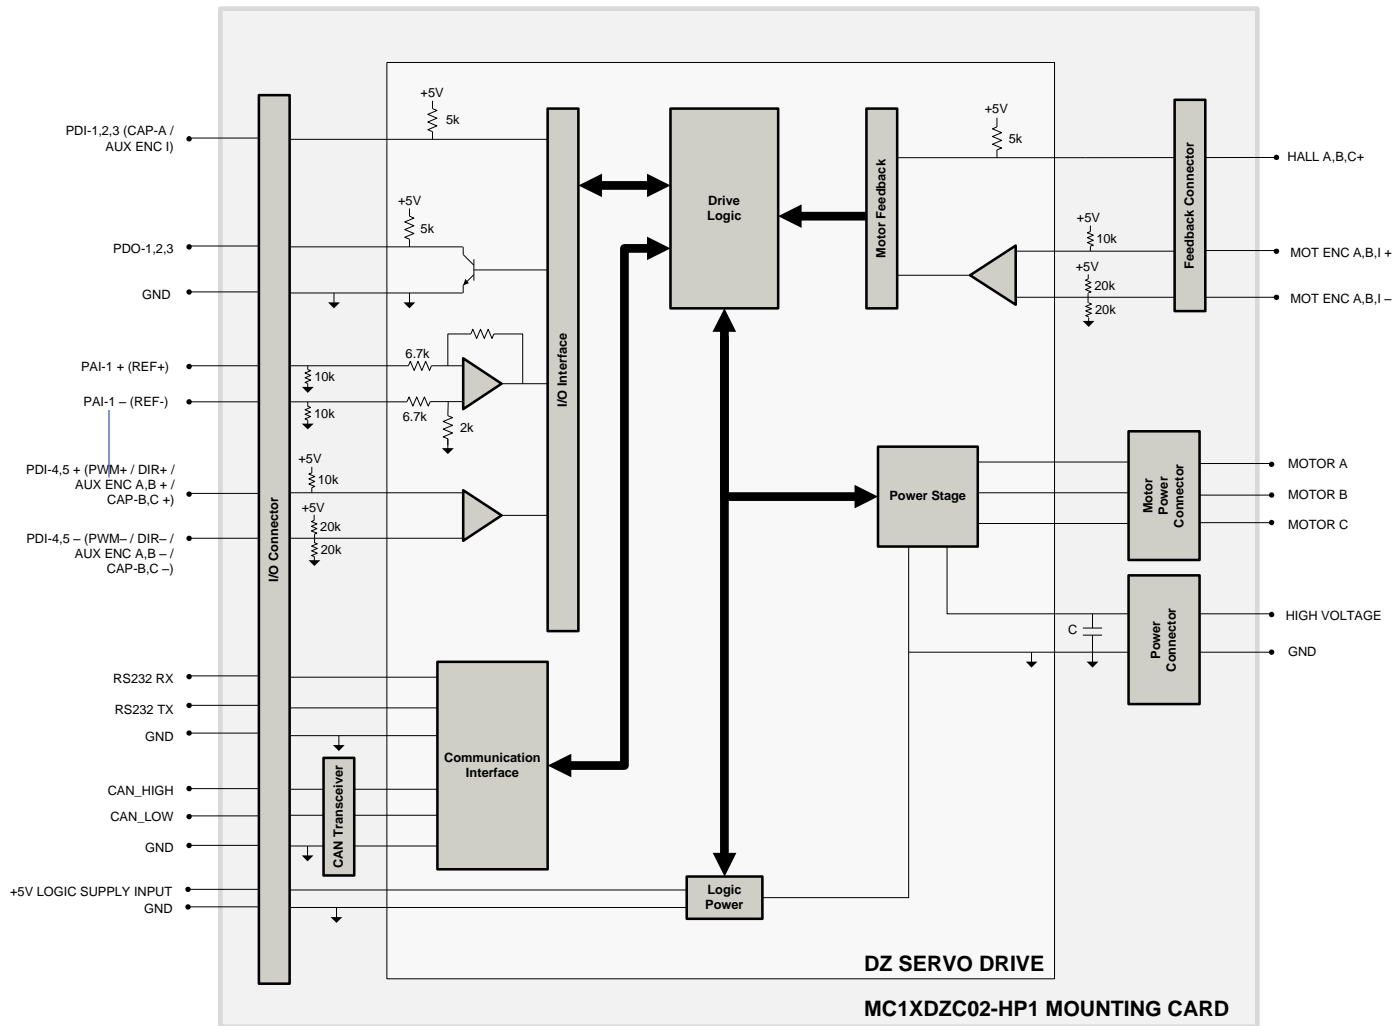 PDI-1,2,3 (CAP-A /
AUX ENC I)
PDO-1,2,3
GND
PAI-1 + (REF+)
PAI-1 – (REF-)
PDI-4,5 + (PWM+ / DIR+ /
AUX ENC A,B + /
CAP-B,C +)
PDI-4,5 – (PWM– / DIR– /
AUX ENC A,B – /
CAP-B,C –)
RS232 RX
RS232 TX
GND
CAN_HIGH
CAN_LOW
GND
+5V LOGIC SUPPLY INPUT
GND
I/O Connector
+5V
5k
+5V
5k
10k
10k
6.7k
6.7k
2k
+5V
10k
+5V
20k
20k
I/O Interface
CAN Transceiver
Communication
Interface
Drive
Logic
Logic
Power
Motor Feedback
+5V
5k
+5V
10k
+5V
20k
20k
Feedback Connector
HALL A,B,C+
MOT ENC A,B,I +
MOT ENC A,B,I –
Power Stage
Motor
Power
Connector
MOTOR A
MOTOR B
MOTOR C
C
Power
Connector
HIGH VOLTAGE
GND
DZ SERVO DRIVE
MC1XDZC02-HP1 MOUNTING CARD